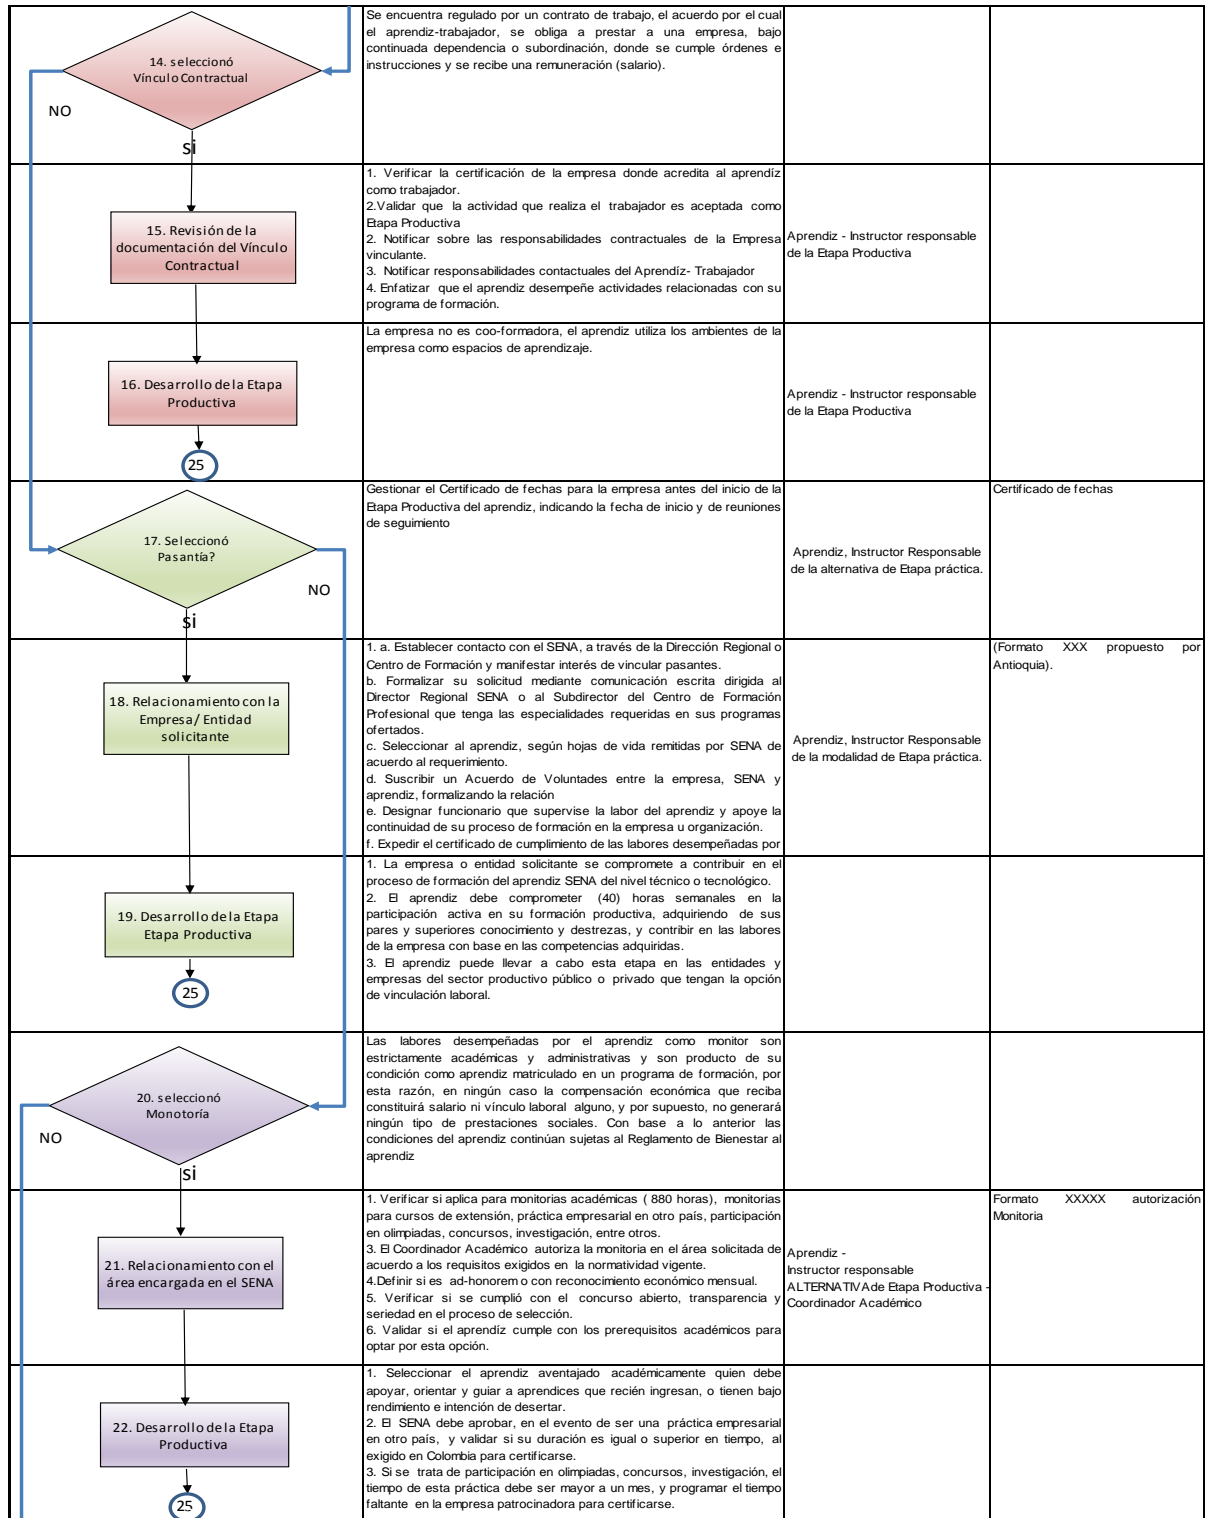 14. seleccionó
Vínculo Contractual
NO
si
Se encuentra regulado por un contrato de trabajo, el acuerdo por el cual
el aprendiz-trabajador, se obliga a prestar a una empresa, bajo
continuada dependencia o subordinación, donde se cumple órdenes e
instrucciones y se recibe una remuneración (salario).
15. Revisión de la
documentación del Vínculo
Contractual
1. Verificar la certificación de la empresa donde acredita al aprendíz
como trabajador.
2.Validar que la actividad que realiza el trabajador es aceptada como
Etapa Productiva
2. Notificar sobre las responsabilidades contractuales de la Empresa
vinculante.
3. Notificar responsabilidades contactuales del Aprendíz- Trabajador
4. Enfatizar que el aprendiz desempeñe actividades relacionadas con su
programa de formación.
Aprendiz - Instructor responsable
de la Etapa Productiva
16. Desarrollo de la Etapa
Productiva
25
La empresa no es coo-formadora, el aprendiz utiliza los ambientes de la
empresa como espacios de aprendizaje.
Aprendiz - Instructor responsable
de la Etapa Productiva
17. Seleccionó
Pasantía?
NO
si
Gestionar el Certificado de fechas para la empresa antes del inicio de la
Etapa Productiva del aprendiz, indicando la fecha de inicio y de reuniones
de seguimiento
Aprendiz, Instructor Responsable
de la alternativa de Etapa práctica.
Certificado de fechas
18. Relacionamiento con la
Empresa/ Entidad
solicitante
1. a. Establecer contacto con el SENA, a través de la Dirección Regional o
Centro de Formación y manifestar interés de vincular pasantes.
b. Formalizar su solicitud mediante comunicación escrita dirigida al
Director Regional SENA o al Subdirector del Centro de Formación
Profesional que tenga las especialidades requeridas en sus programas
ofertados.
c. Seleccionar al aprendiz, según hojas de vida remitidas por SENA de
acuerdo al requerimiento.
d. Suscribir un Acuerdo de Voluntades entre la empresa, SENA y
aprendiz, formalizando la relación
e. Designar funcionario que supervise la labor del aprendiz y apoye la
continuidad de su proceso de formación en la empresa u organización.
f. Expedir el certificado de cumplimiento de las labores desempeñadas por
Aprendiz, Instructor Responsable
de la modalidad de Etapa práctica.
(Formato XXX propuesto por
Antioquia).
19. Desarrollo de la Etapa
Etapa Productiva
25
1. La empresa o entidad solicitante se compromete a contribuir en el
proceso de formación del aprendiz SENA del nivel técnico o tecnológico.
2. El aprendiz debe comprometer (40) horas semanales en la
participación activa en su formación productiva, adquiriendo de sus
pares y superiores conocimiento y destrezas, y contribir en las labores
de la empresa con base en las competencias adquiridas.
3. El aprendiz puede llevar a cabo esta etapa en las entidades y
empresas del sector productivo público o privado que tengan la opción
de vinculación laboral.
20. seleccionó
Monotoría
NO
si
Las labores desempeñadas por el aprendiz como monitor son
estrictamente académicas y administrativas y son producto de su
condición como aprendiz matriculado en un programa de formación, por
esta razón, en ningún caso la compensación económica que reciba
constituirá salario ni vínculo laboral alguno, y por supuesto, no generará
ningún tipo de prestaciones sociales. Con base a lo anterior las
condiciones del aprendiz continúan sujetas al Reglamento de Bienestar al
aprendiz
21. Relacionamiento con el
área encargada en el SENA
1. Verificar si aplica para monitorias académicas ( 880 horas), monitorias
para cursos de extensión, práctica empresarial en otro país, participación
en olimpiadas, concursos, investigación, entre otros.
3. El Coordinador Académico autoriza la monitoria en el área solicitada de
acuerdo a los requisitos exigidos en la normatividad vigente.
4.Definir si es ad-honorem o con reconocimiento económico mensual.
5. Verificar si se cumplió con el concurso abierto, transparencia y
seriedad en el proceso de selección.
6. Validar si el aprendíz cumple con los prerequisitos académicos para
optar por esta opción.
Aprendiz -
Instructor responsable
ALTERNATIVA de Etapa Productiva -
Coordinador Académico
Formato XXXXX autorización
Monitoria
22. Desarrollo de la Etapa
Productiva
25
1. Seleccionar el aprendiz aventajado académicamente quien debe
apoyar, orientar y guiar a aprendices que recién ingresan, o tienen bajo
rendimiento e intención de desertar.
2. El SENA debe aprobar, en el evento de ser una práctica empresarial
en otro país, y validar si su duración es igual o superior en tiempo, al
exigido en Colombia para certificarse.
3. Si se trata de participación en olimpiadas, concursos, investigación, el
tiempo de esta práctica debe ser mayor a un mes, y programar el tiempo
faltante en la empresa patrocinadora para certificarse.